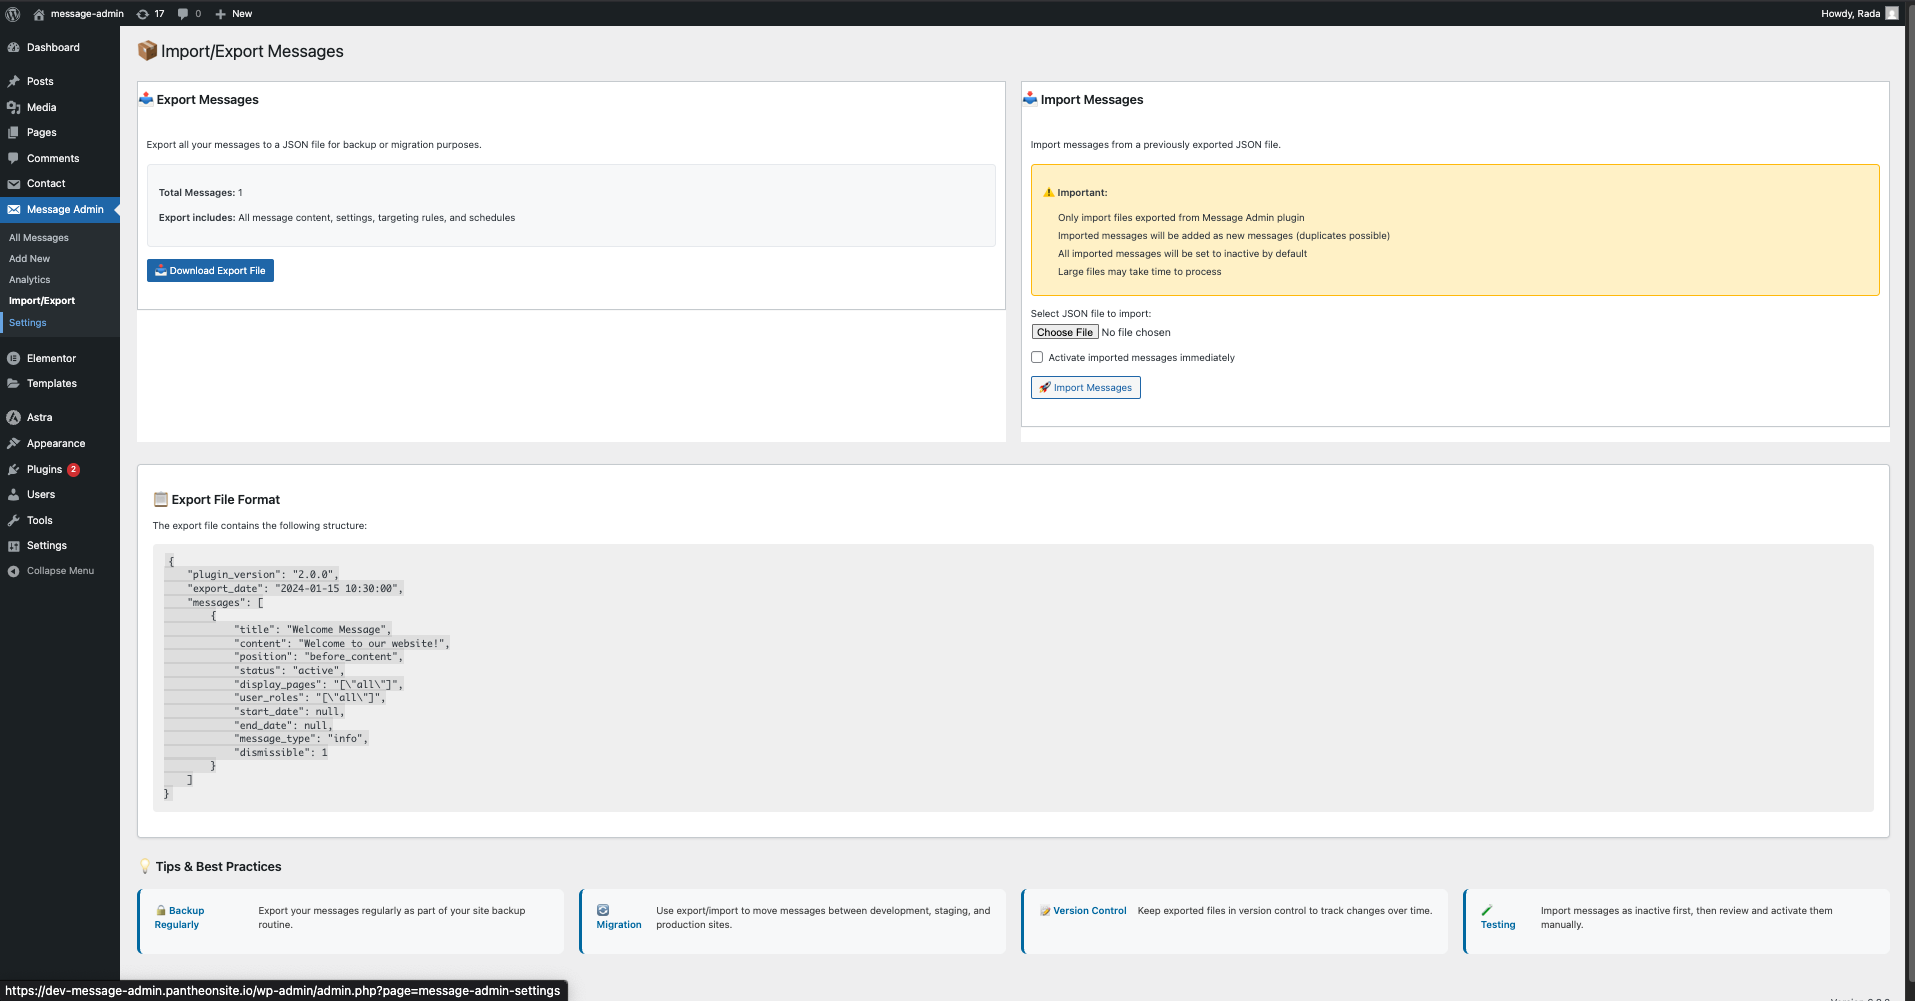 message-admin 17 0 New Howdy, Rada
Dashboard
Posts
Media
Pages
Comments
Contact
Message Admin
All Messages
Add New
Analytics
Import/Export
Settings
Elementor
Templates
Astra
Appearance
Plugins 2
Users
Tools
Settings
Collapse Menu
Import/Export Messages
Export Messages
Export all your messages to a JSON file for backup or migration purposes.
Total Messages: 1
Export includes: All message content, settings, targeting rules, and schedules
Download Export File
Import Messages
Import messages from a previously exported JSON file.
Important:
Only import files exported from Message Admin plugin
Imported messages will be added as new messages (duplicates possible)
All imported messages will be set to inactive by default
Large files may take time to process
Select JSON file to import:
Choose File No file chosen
Activate imported messages immediately
Import Messages
Export File Format
The export file contains the following structure:
{
"plugin_version": "2.0.0",
"export_date": "2024-01-15 10:30:00",
"messages": [
{
"title": "Welcome Message",
"content": "Welcome to our website!",
"position": "before_content",
"status": "active",
"display_pages": "[\"all\"]",
"user_roles": "[\"all\"]",
"start_date": null,
"end_date": null,
"message_type": "info",
"dismissible": 1
}
]
}
Tips & Best Practices
Backup
Regularly
Export your messages regularly as part of your site backup
routine.
Migration
Use export/import to move messages between development, staging, and
production sites.
Version Control
Keep exported files in version control to track changes over time.
Testing
Import messages as inactive first, then review and activate them
manually.
https://dev-message-admin.pantheonsite.io/wp-admin/admin.php?page=message-admin-settings